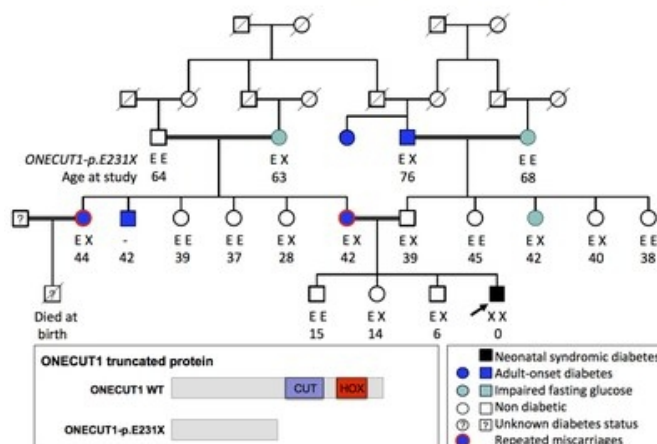 ONECUT1-p.E231X
Age at study
E E
64
E X
63
E X
76
E E
68
?
E X
44
-
42
E E
39
E E
37
E X
28
E X
42
E X
39
E E
45
E X
42
E X
40
E E
38
?
Died at
birth
E E
15
E X
14
E X
6
X X
0
ONECUT1 truncated protein
ONECUT1 WT
CUT
HOX
ONECUT1-p.E231X
Neonatal syndromic diabetes
Adult-onset diabetes
Impaired fasting glucose
Non diabetic
? ? Unknown diabetes status
Repeated miscarriages